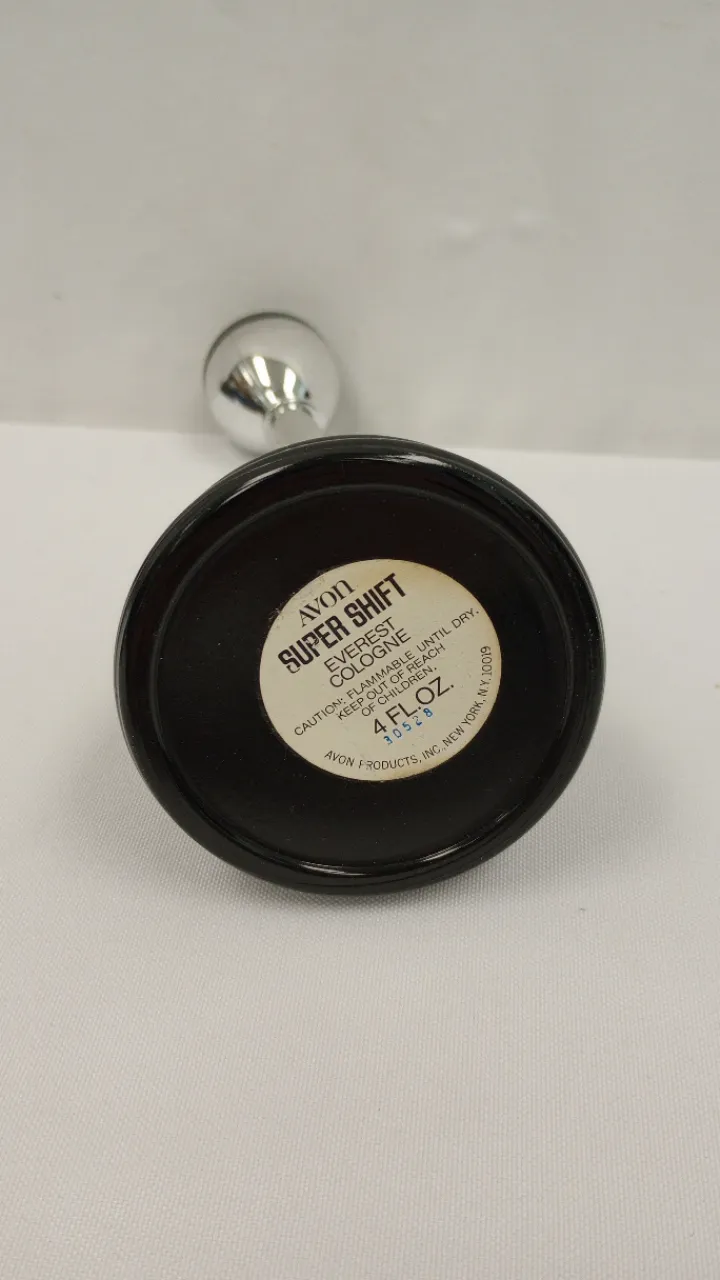 AVON
SUPER SHIFT
EVEREST
COLOGNE
CAUTION: FLAMMABLE UNTIL DRY.
KEEP OUT OF REACH
OF CHILDREN.
4 FL.OZ.
30528
AVON PRODUCTS, INC., NEW YORK, N.Y. 10019